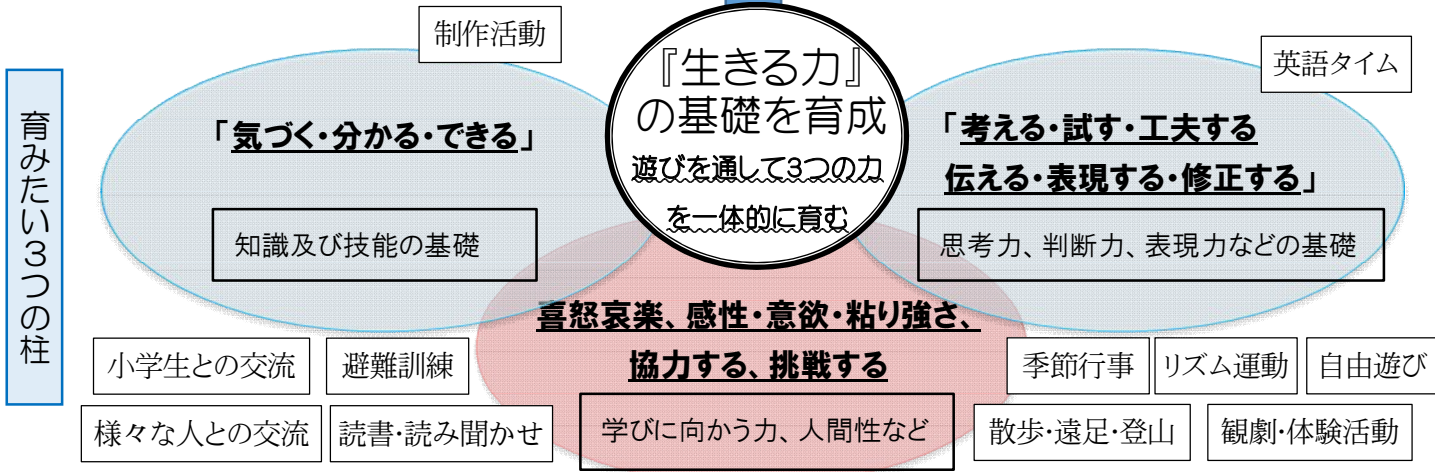 育みたい3つの柱
制作活動
『生きる力』
の基礎を育成
遊びを通して3つの力
を一体的に育む
英語タイム
「気づく・分かる・できる」
知識及び技能の基礎
「考える・試す・工夫する
伝える・表現する・修正する」
思考力、判断力、表現力などの基礎
喜怒哀楽、感性・意欲・粘り強さ、
協力する、挑戦する
学びに向かう力、人間性など
小学生との交流
避難訓練
様々な人との交流
読書・読み聞かせ
季節行事
リズム運動
自由遊び
散歩・遠足・登山
観劇・体験活動